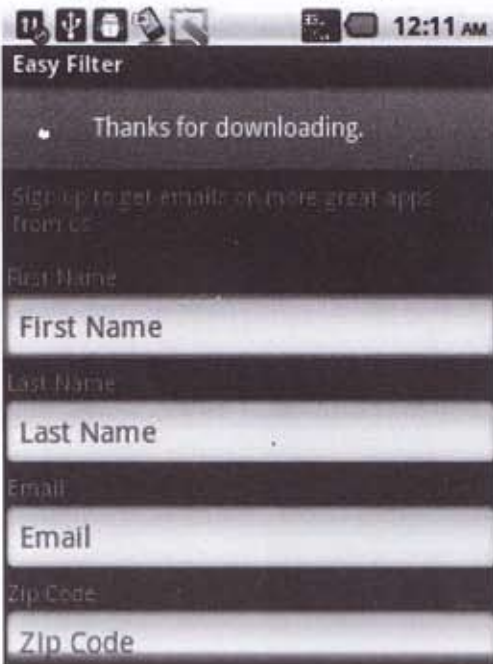 12:11 AM
Easy Filter
Thanks for downloading.
Sign up to get emails on more great apps
from us
First Name
First Name
Last Name
Last Name
Email
Email
Zip Code
Zip Code